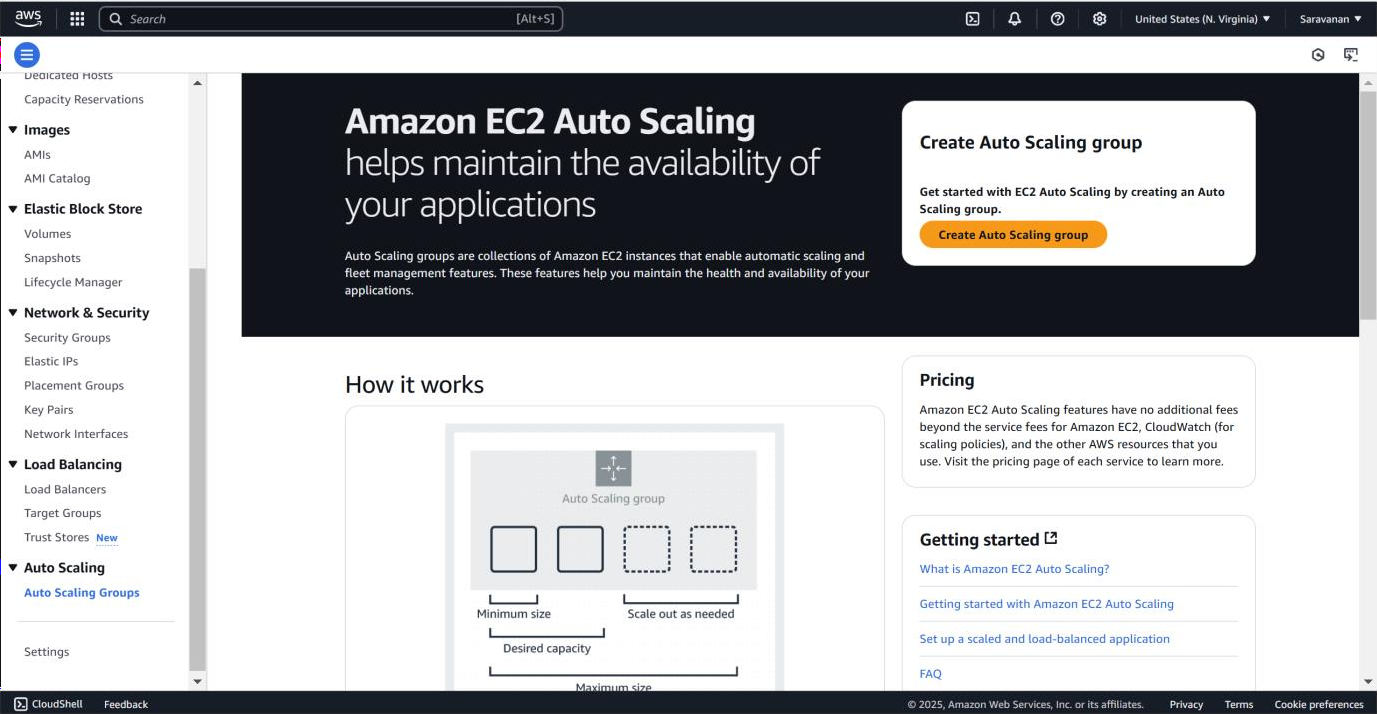 aws
Search
[Alt+S]
United States (N. Virginia)
Saravanan
Dedicated Hosts
Capacity Reservations
Images
AMIs
AMI Catalog
Elastic Block Store
Volumes
Snapshots
Lifecycle Manager
Network & Security
Security Groups
Elastic IPs
Placement Groups
Key Pairs
Network Interfaces
Load Balancing
Load Balancers
Target Groups
Trust Stores New
Auto Scaling
Auto Scaling Groups
Settings
Amazon EC2 Auto Scaling
helps maintain the availability of
your applications
Auto Scaling groups are collections of Amazon EC2 instances that enable automatic scaling and
fleet management features. These features help you maintain the health and availability of your
applications.
Create Auto Scaling group
Get started with EC2 Auto Scaling by creating an Auto
Scaling group.
Create Auto Scaling group
How it works
Auto Scaling group
Minimum size
Scale out as needed
Desired capacity
Maximum size
Pricing
Amazon EC2 Auto Scaling features have no additional fees
beyond the service fees for Amazon EC2, CloudWatch (for
scaling policies), and the other AWS resources that you
use. Visit the pricing page of each service to learn more.
Getting started
What is Amazon EC2 Auto Scaling?
Getting started with Amazon EC2 Auto Scaling
Set up a scaled and load-balanced application
FAQ
CloudShell
Feedback
© 2025, Amazon Web Services, Inc. or its affiliates.
Privacy
Terms
Cookie preferences